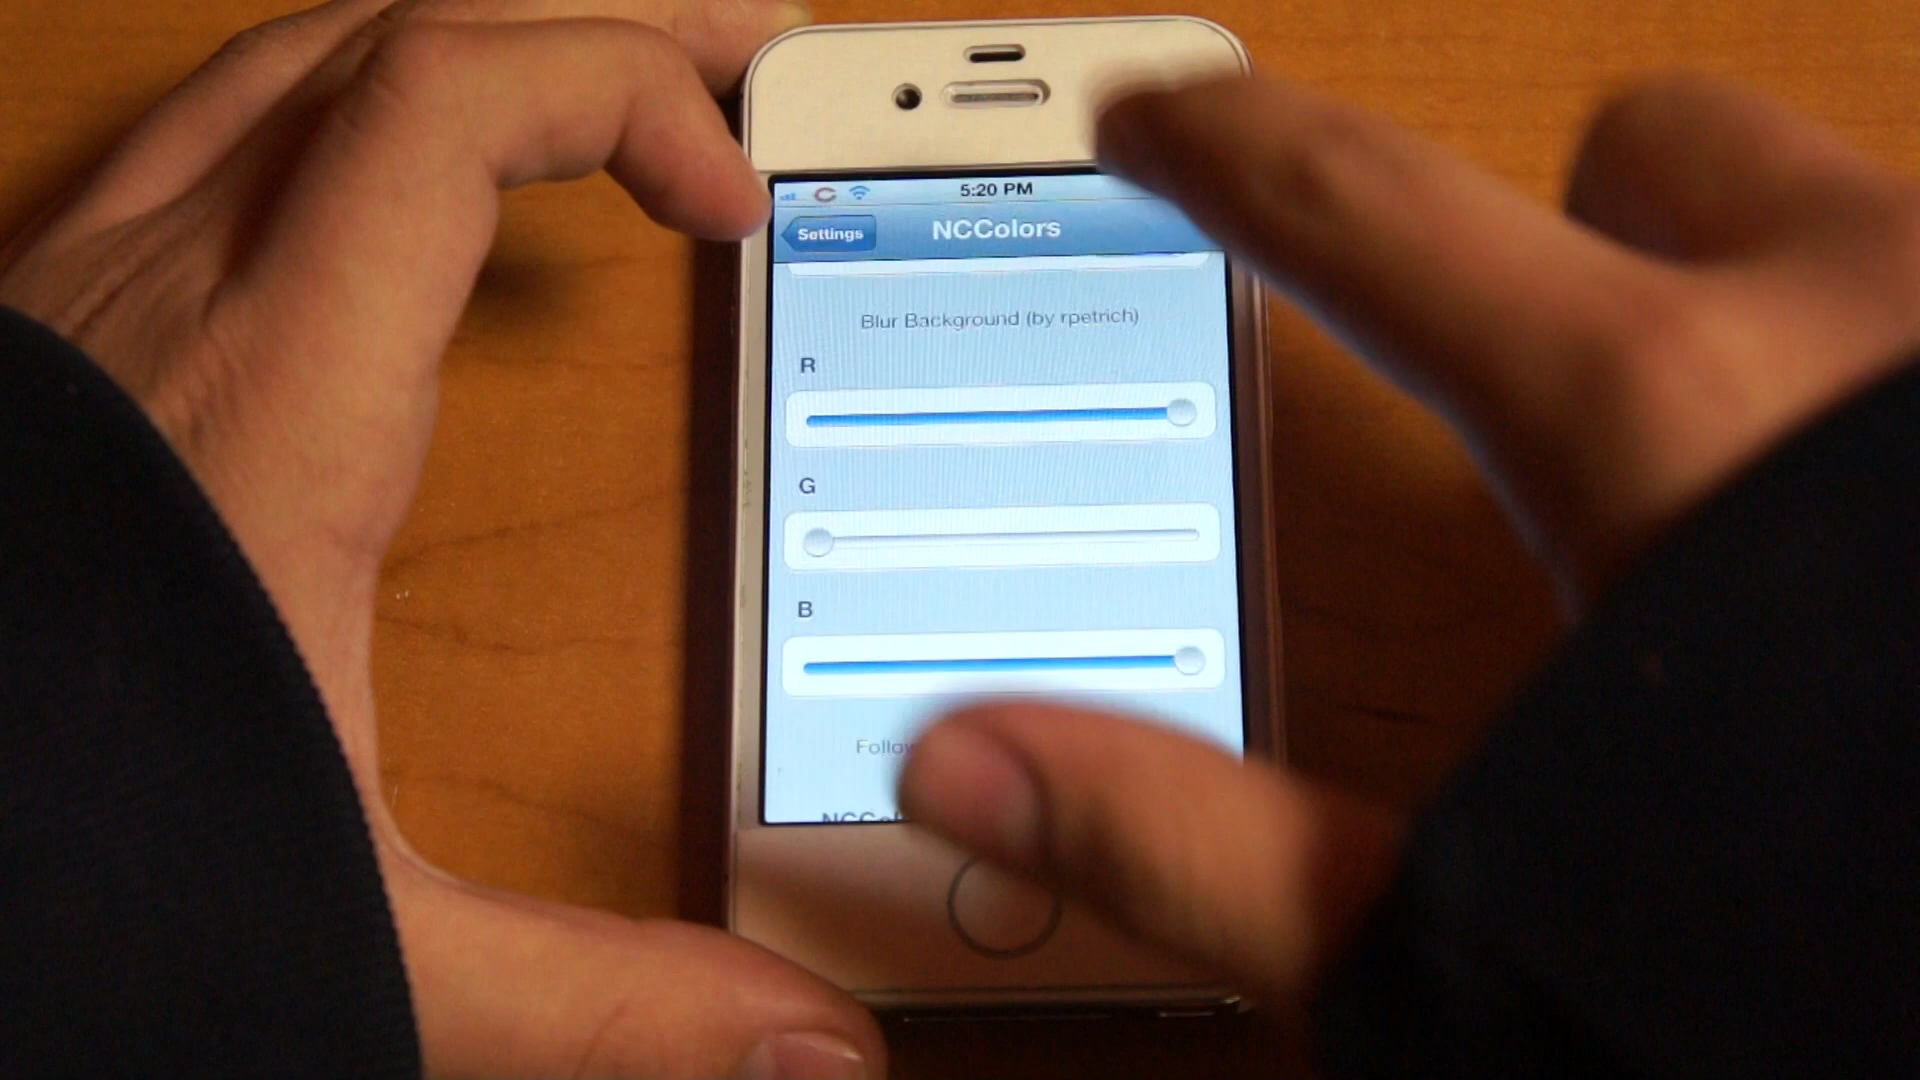 5:20 PM
Settings
NCColors
Blur Background (by rpetrich)
R
G
B